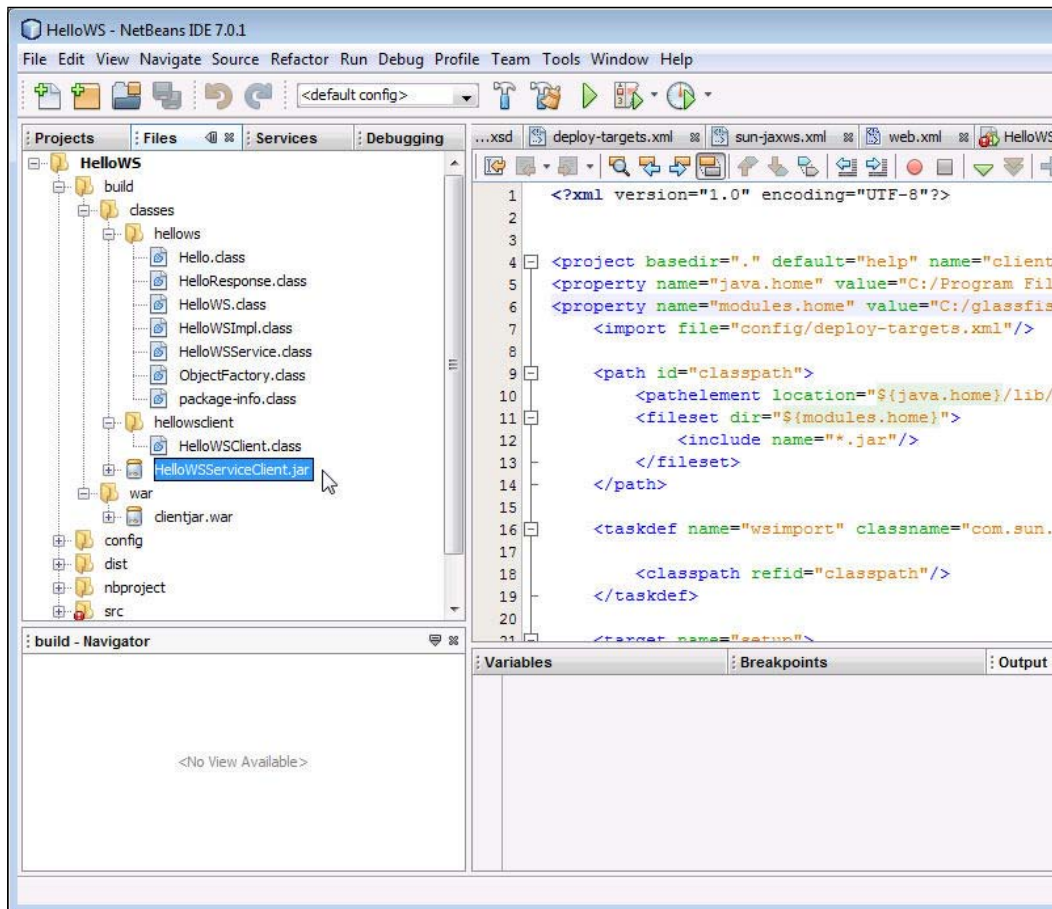 HelloWS - NetBeans IDE 7.0.1
File Edit View Navigate Source Refactor Run Debug Profile Team Tools Window Help
<default config>
Projects Files Services Debugging
HelloWS
build
classes
hellows
Hello.class
HelloResponse.class
HelloWS.class
HelloWSImpl.class
HelloWSService.class
ObjectFactory.class
package-info.class
hellowsclient
HelloWSClient.class
HelloWSServiceClient.jar
war
clientjar.war
config
dist
nbproject
src
build - Navigator
<No View Available>
...xsd deploy-targets.xml sun-jaxws.xml web.xml HelloWS
1 <?xml version="1.0" encoding="UTF-8"?>
2
3
4 <project basedir="." default="help" name="client
5 <property name="java.home" value="C:/Program Fil
6 <property name="modules.home" value="C:/glassfis
7 <import file="config/deploy-targets.xml"/>
8
9 <path id="classpath">
10 <pathelement location="${java.home}/lib/
11 <fileset dir="${modules.home}">
12 <include name="*.jar"/>
13 </fileset>
14 </path>
15
16 <taskdef name="wsimport" classname="com.sun.
17
18 <classpath refid="classpath"/>
19 </taskdef>
20
21 <target name="setup">
Variables Breakpoints Output